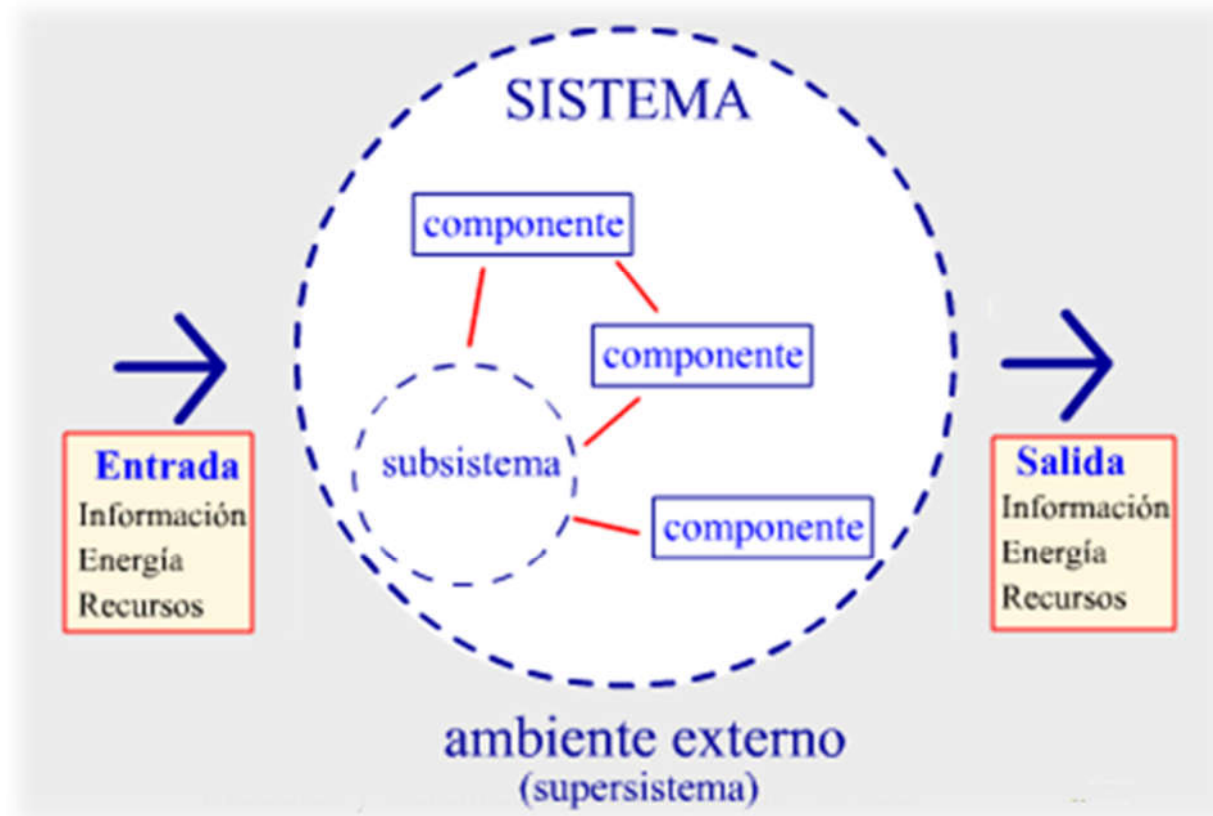 SISTEMA
componente
componente
subsistema
componente
Entrada
Información
Energía
Recursos
Salida
Información
Energía
Recursos
ambiente externo
(supersistema)